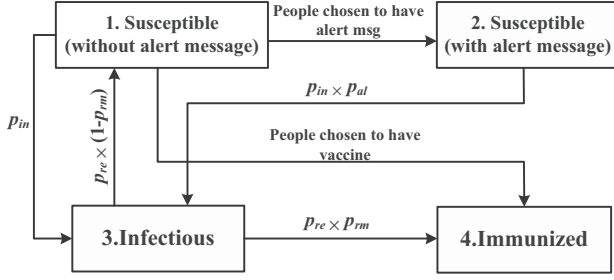 1. Susceptible
(without alert message)
People chosen to have
alert msg
2. Susceptible
(with alert message)
p_in
p_re × (1-p_rm)
p_in × p_al
People chosen to have
vaccine
3.Infectious
p_re × p_rm
4.Immunized